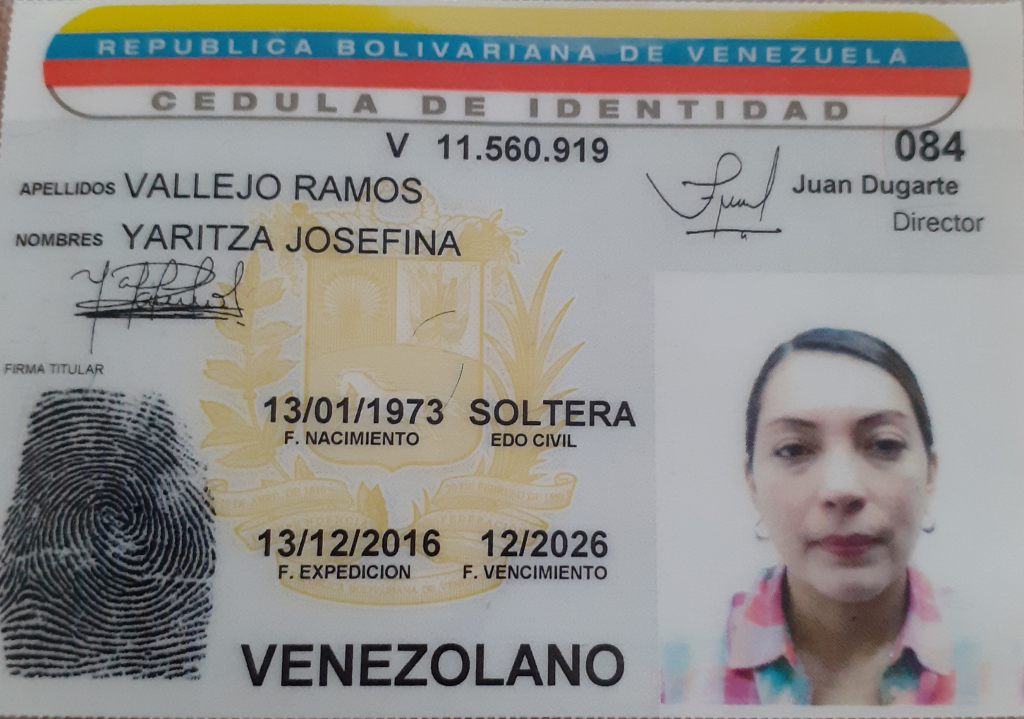 REPUBLICA BOLIVARIANA DE VENEZUELA
CEDULA DE IDENTIDAD
V 11.560.919
084
APELLIDOS VALLEJO RAMOS
Juan Dugarte
Director
NOMBRES YARITZA JOSEFINA
FIRMA TITULAR
13/01/1973 SOLTERA
F. NACIMIENTO EDO CIVIL
13/12/2016 12/2026
F. EXPEDICION F. VENCIMIENTO
VENEZOLANO